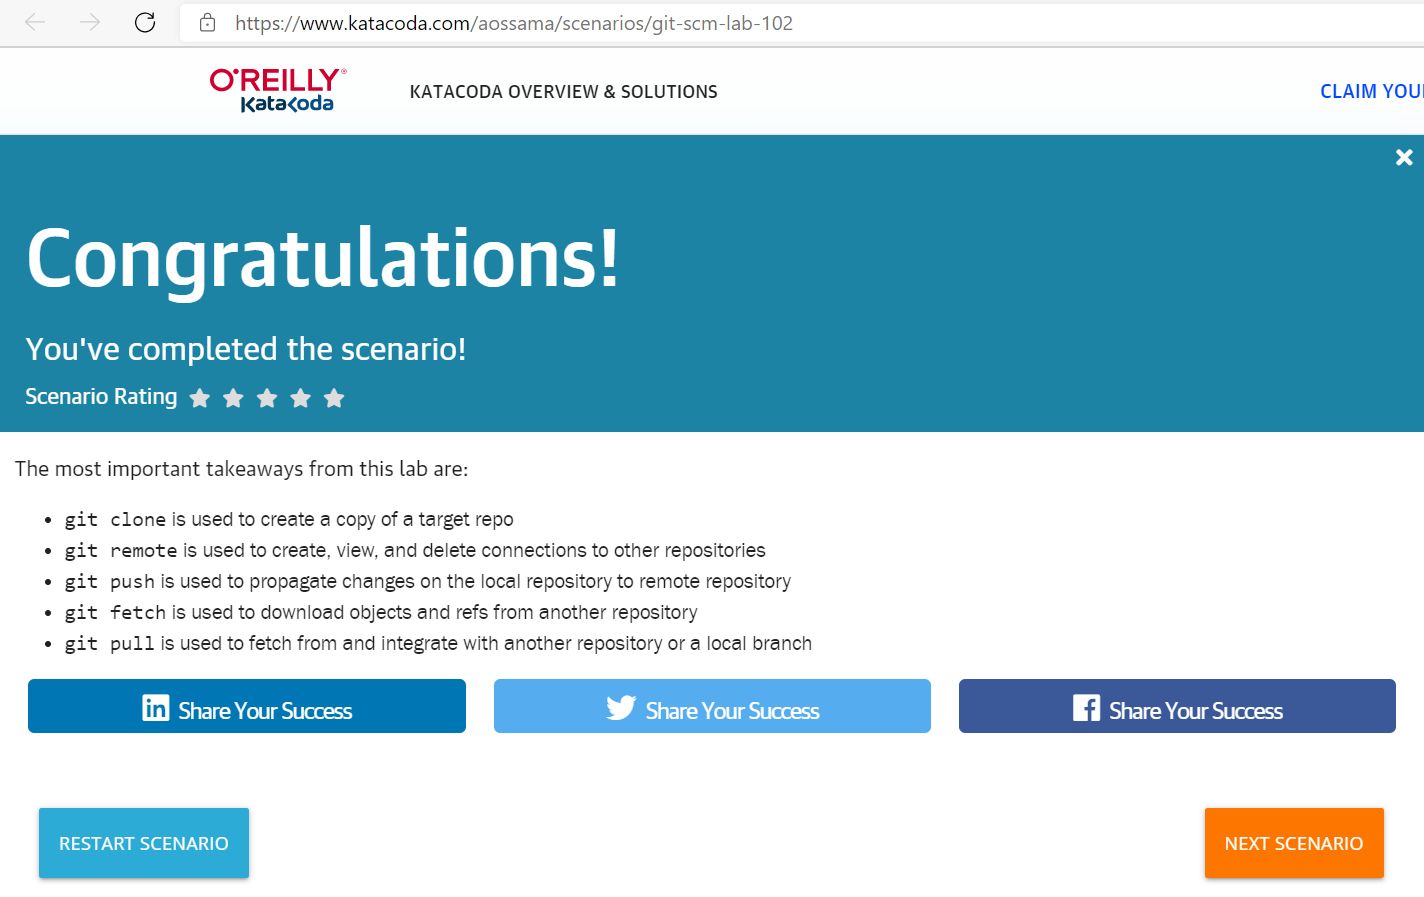 https://www.katacoda.com/aossama/scenarios/git-scm-lab-102
O'REILLY®
Katacoda
KATACODA OVERVIEW & SOLUTIONS
CLAIM YOU
Congratulations!
You've completed the scenario!
Scenario Rating
The most important takeaways from this lab are:
• git clone is used to create a copy of a target repo
• git remote is used to create, view, and delete connections to other repositories
• git push is used to propagate changes on the local repository to remote repository
• git fetch is used to download objects and refs from another repository
• git pull is used to fetch from and integrate with another repository or a local branch
in Share Your Success
Share Your Success
f Share Your Success
RESTART SCENARIO
NEXT SCENARIO